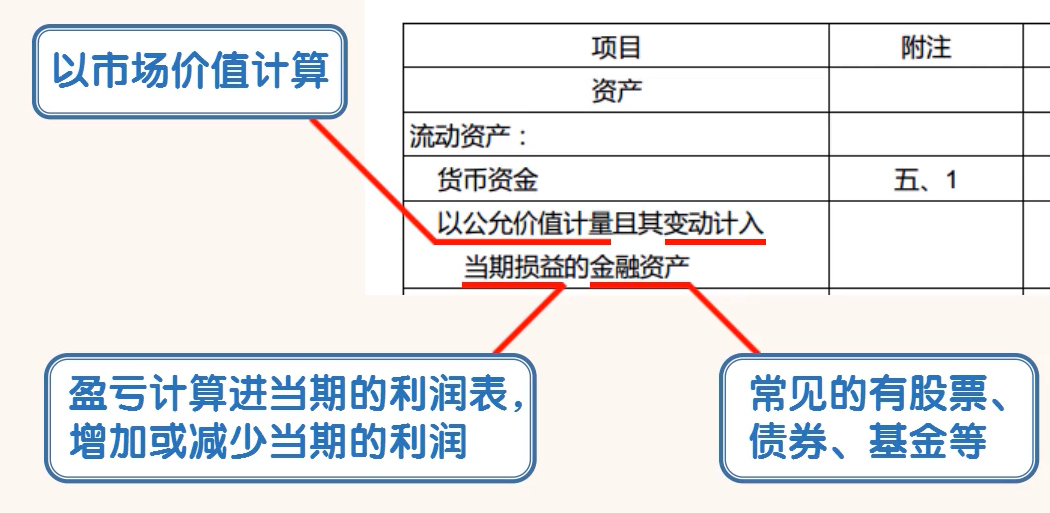 以市场价值计算
项目 附注
资产
流动资产：
货币资金 五、1
以公允价值计量且其变动计入
当期损益的金融资产
盈亏计算进当期的利润表，
增加或减少当期的利润
常见的有股票、
债券、基金等